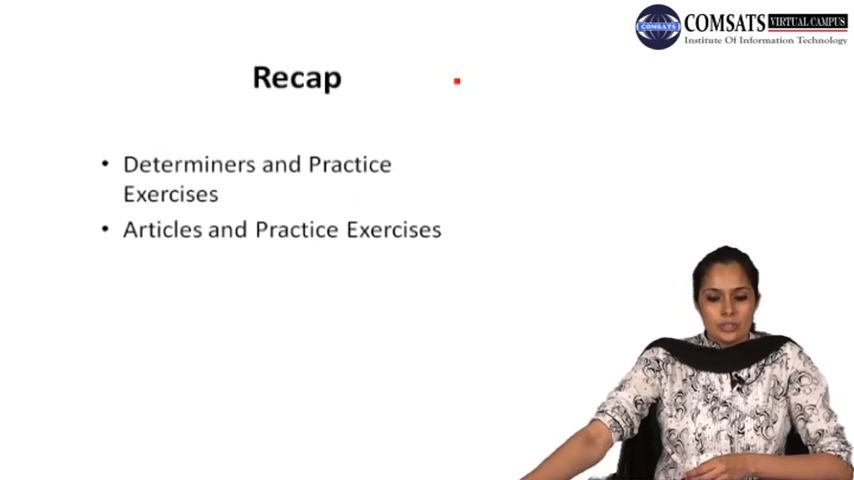 COMSATS VIRTUAL CAMPUS
COMSATS
Institute Of Information Technology
Recap
• Determiners and Practice
Exercises
• Articles and Practice Exercises